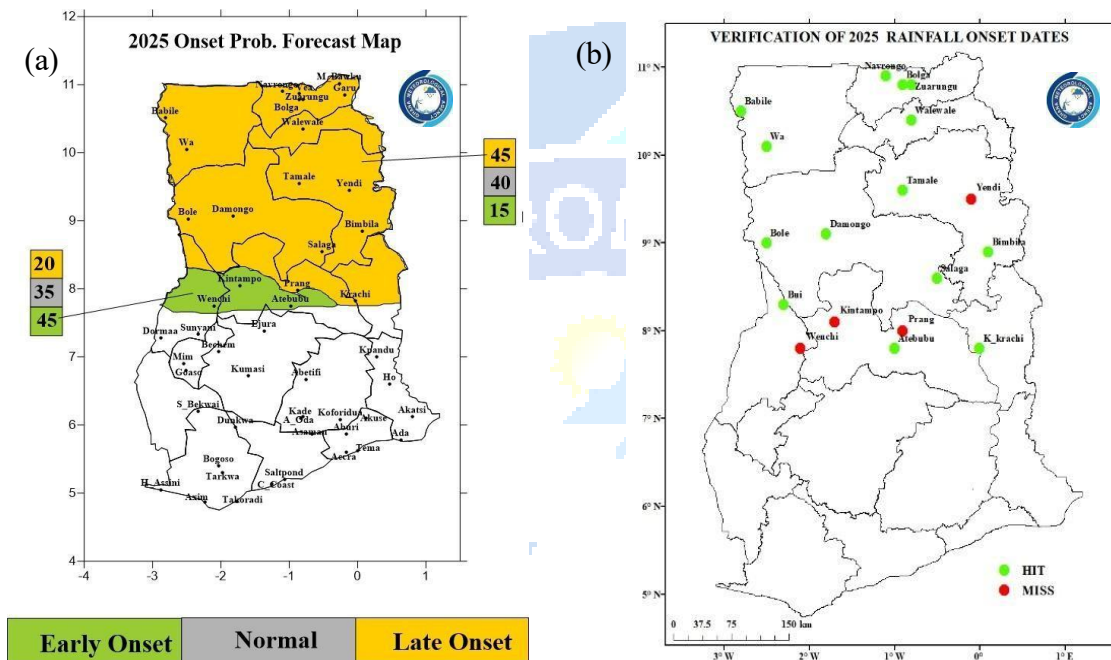 (a)
2025 Onset Prob. Forecast Map
12
11
10
9
8
7
6
5
4
-4
-3
-2
-1
0
1
Navrongo
Garu
Zuarungu
Bolga
Walewale
Babile
Wa
Tamale
Yendi
Bole
Damongo
Bimbila
Salaga
Kintampo
Prang
Krachi
Wenchi
Atebubu
Ejura
Dormaa
Sunyani
Bechem
Mim
Goaso
Kumasi
Abetifi
Kpandu
Ho
S_Bekwai
Dunkwa
Kade
A_Oda
Koforidua
Akatsi
Asaman
Aburi
Akuse
Ada
Accra
Tema
Bogoso
Tarkwa
Saltpond
C_Coast
H_Assini
Axim
Takoradi
45
40
15
20
35
45
Early Onset
Normal
Late Onset
(b)
VERIFICATION OF 2025 RAINFALL ONSET DATES
11° N
10° N
9° N
8° N
7° N
6° N
5° N
3° W
2° W
1° W
0°
1° E
Navrongo
Bolga
Zuarungu
Babile
Walewale
Wa
Tamale
Yendi
Damongo
Bole
Bimbila
Salaga
Bui
Kintampo
Prang
Wenchi
Atebubu
K_krachi
HIT
MISS
0 37.5 75 150 km